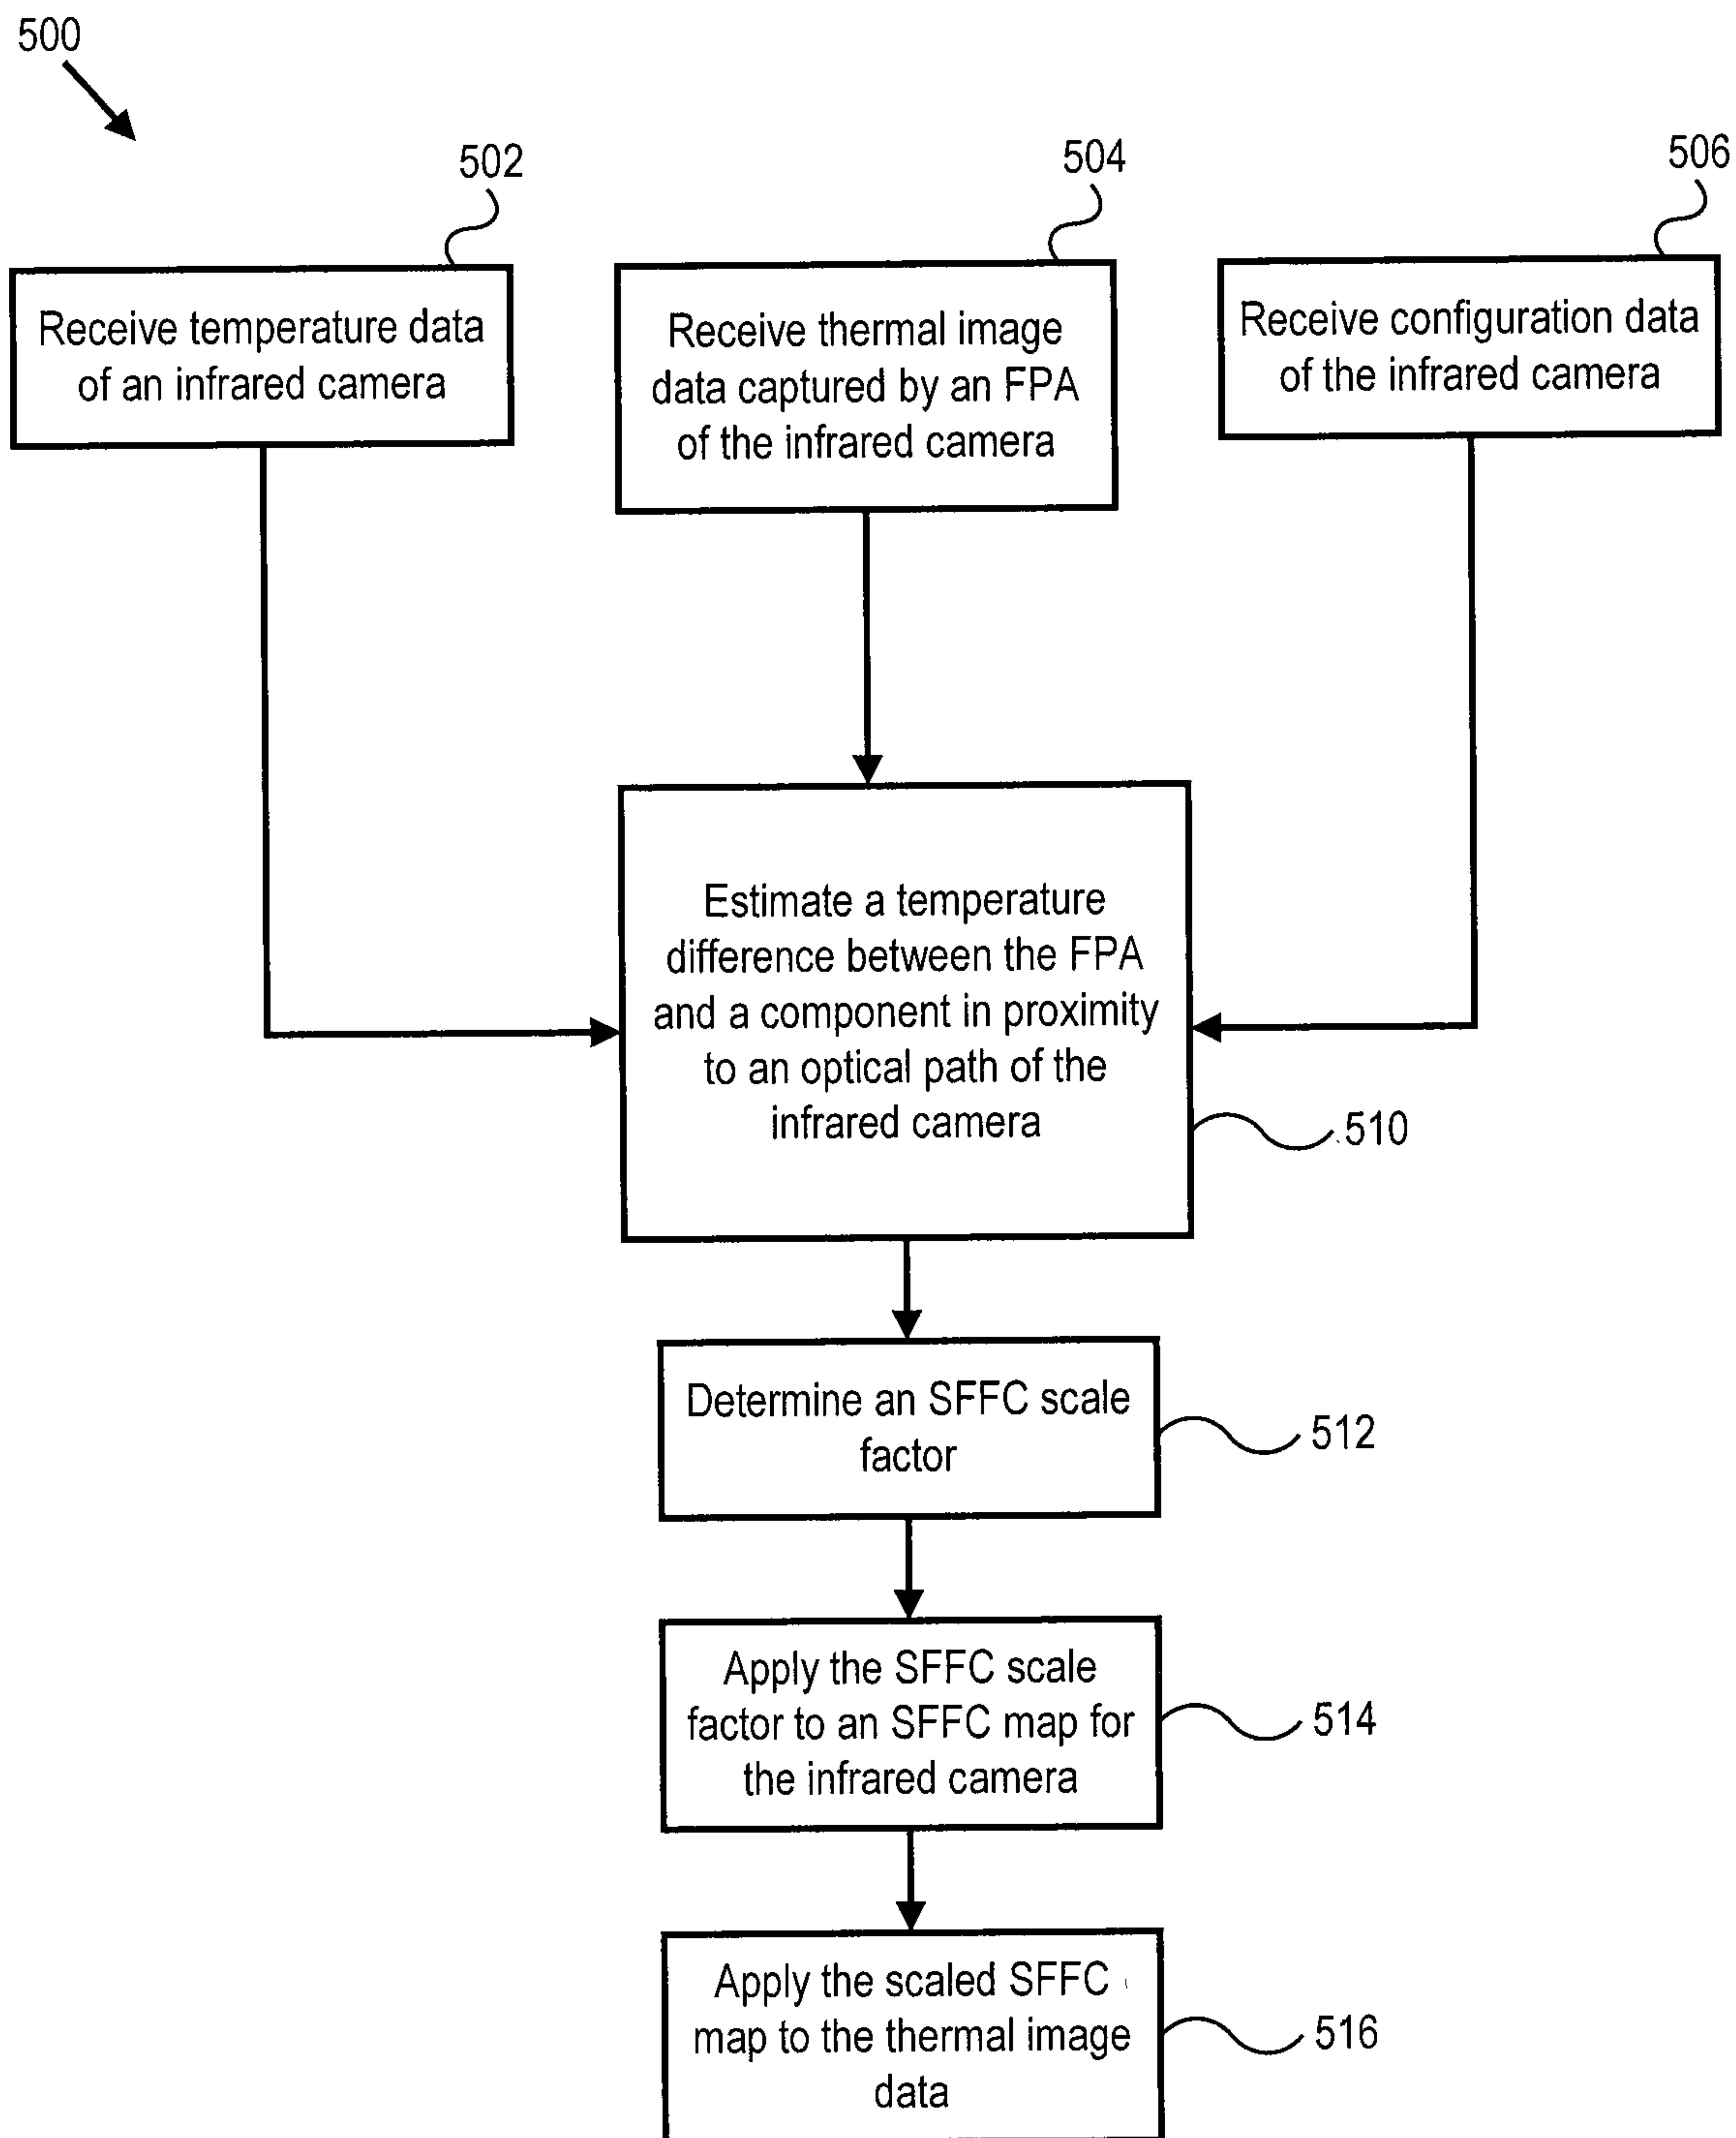 500
502
504
506
Receive temperature data
of an infrared camera
Receive thermal image
data captured by an FPA
of the infrared camera
Receive configuration data
of the infrared camera
Estimate a temperature
difference between the FPA
and a component in proximity
to an optical path of the
infrared camera
510
Determine an SFFC scale
factor
512
Apply the SFFC scale
factor to an SFFC map for
the infrared camera
514
Apply the scaled SFFC
map to the thermal image
data
516